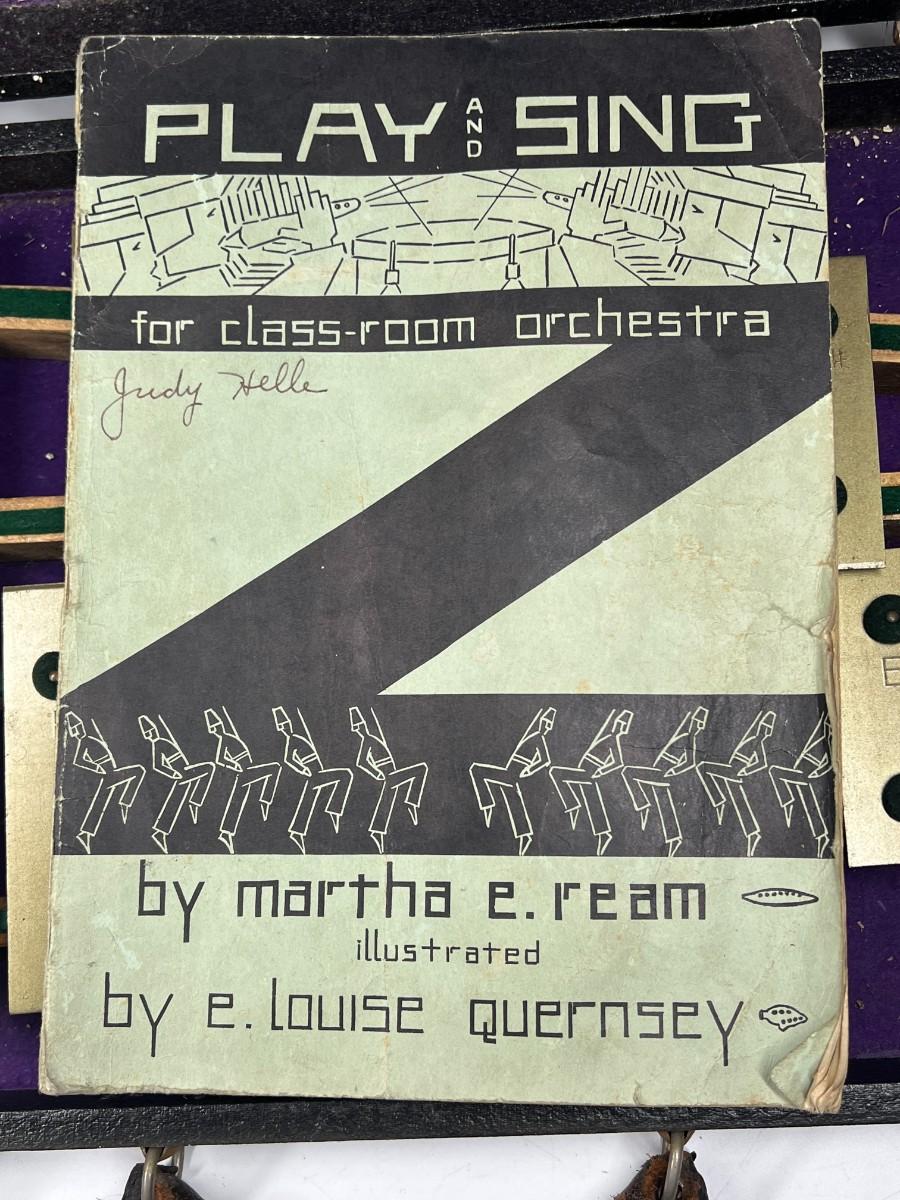 PLAY AND SING
for class-room orchestra
Judy Helle
by martha e. ream
illustrated
by e. louise quernsey